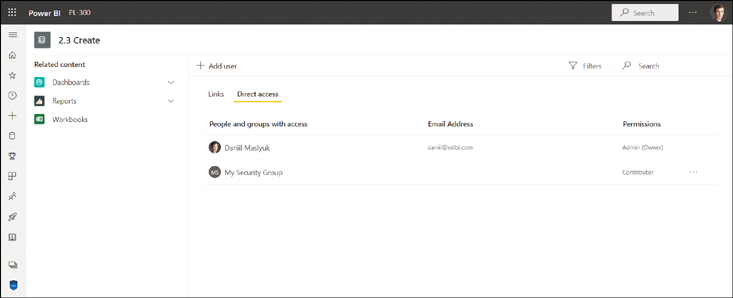 Power BI PL-300 Search
2.3 Create
Related content
Dashboards
Reports
Workbooks
Add user Filters Search
Links Direct access
People and groups with access Email Address Permissions
Daniil Maslyuk daniil@xxlbi.com Admin (Owner)
MS My Security Group Contributor